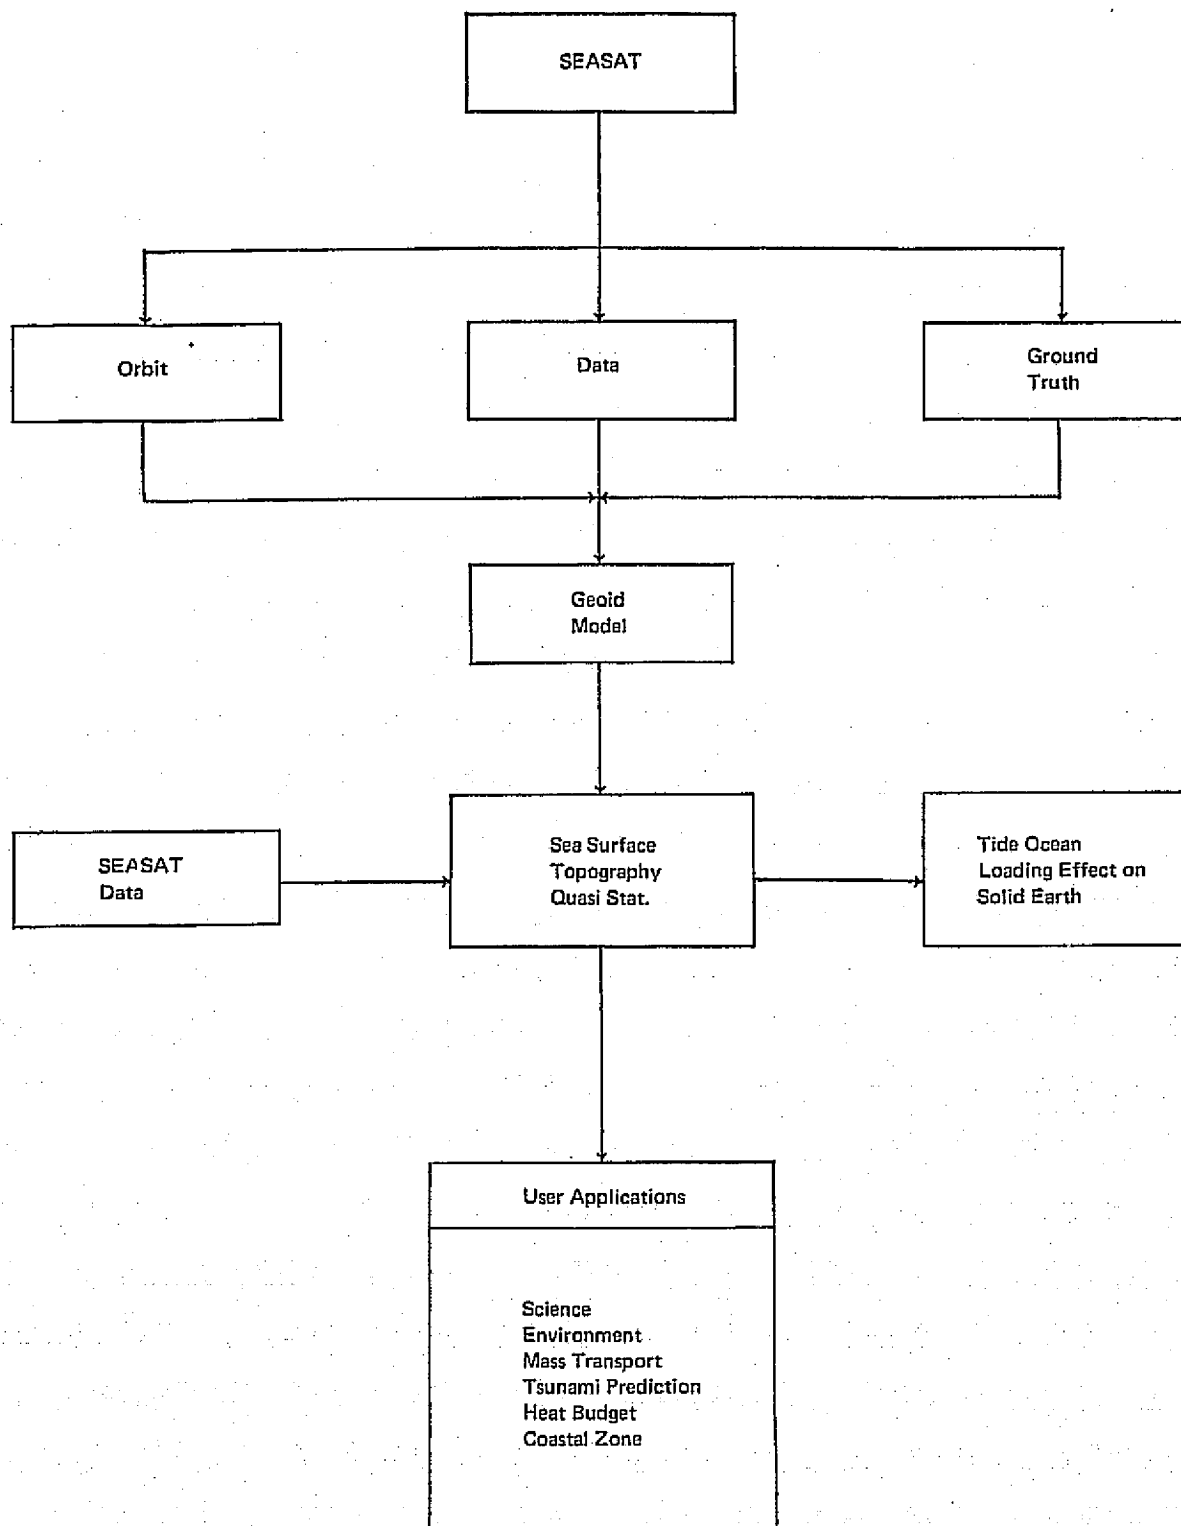 SEASAT
Orbit
Data
Ground
Truth
Geoid
Model
SEASAT
Data
Sea Surface
Topography
Quasi Stat.
Tide Ocean
Loading Effect on
Solid Earth
User Applications
Science
Environment
Mass Transport
Tsunami Prediction
Heat Budget
Coastal Zone